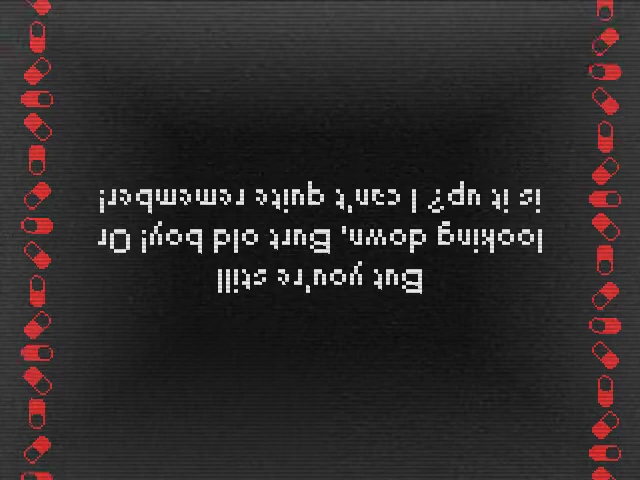 But you're still
looking down, Burt old boy! Or
is it up? I can't quite remember!